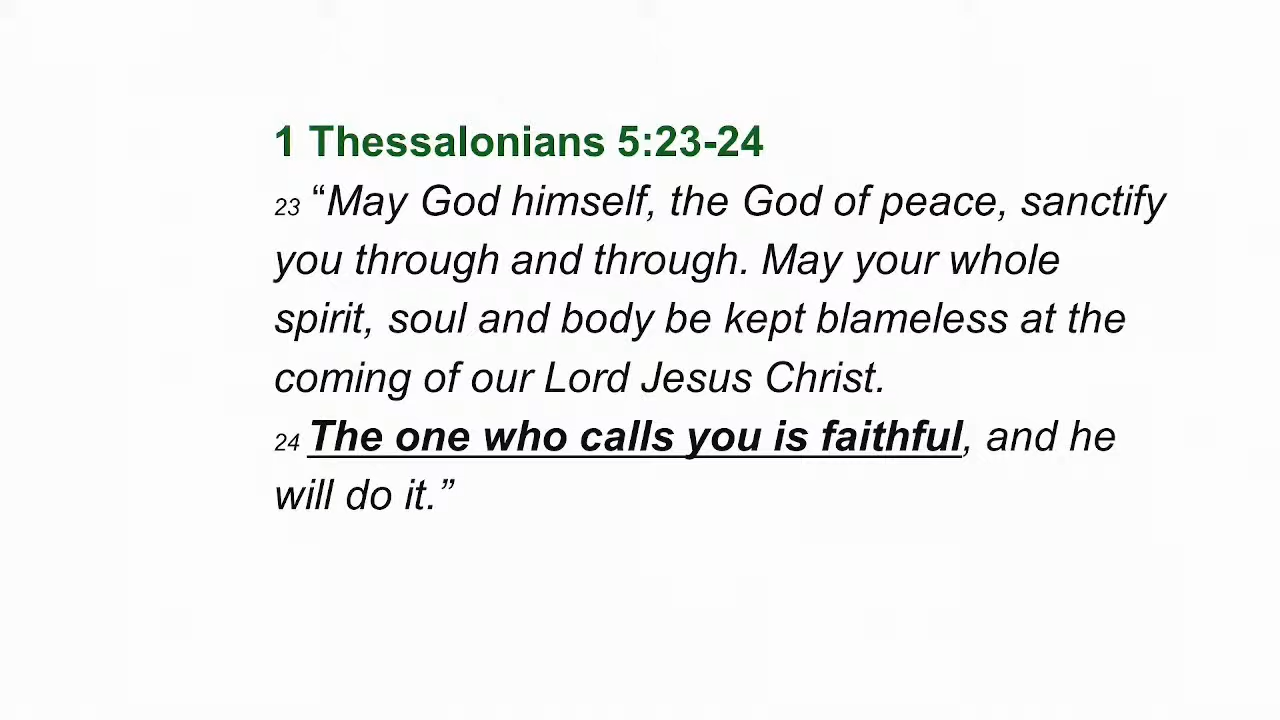 1 Thessalonians 5:23-24
23 “May God himself, the God of peace, sanctify
you through and through. May your whole
spirit, soul and body be kept blameless at the
coming of our Lord Jesus Christ.
24 The one who calls you is faithful, and he
will do it.”